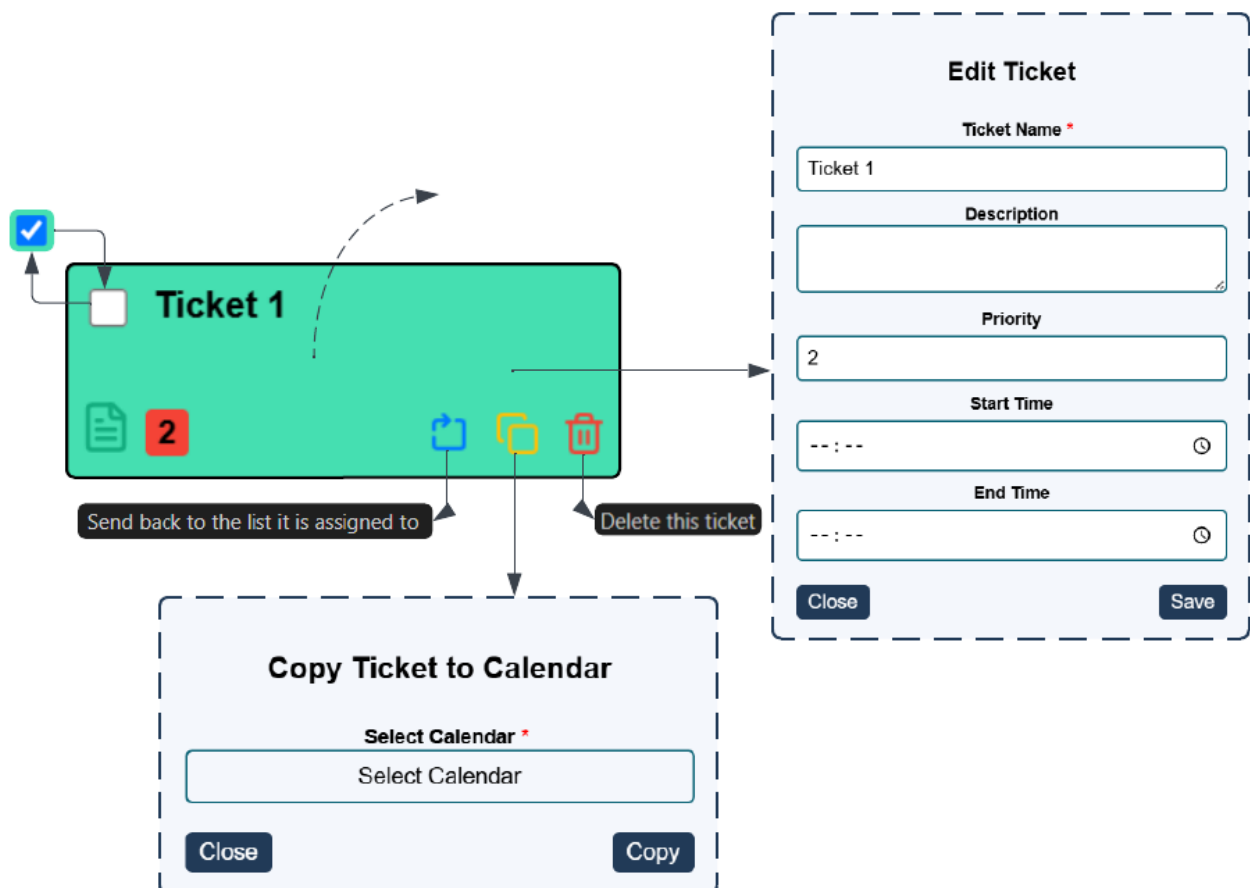 Edit Ticket
Ticket Name *
Ticket 1
Description
Priority
2
Start Time
--:--
End Time
--:--
Close
Save
Ticket 1
2
Send back to the list it is assigned to
Delete this ticket
Copy Ticket to Calendar
Select Calendar *
Select Calendar
Close
Copy